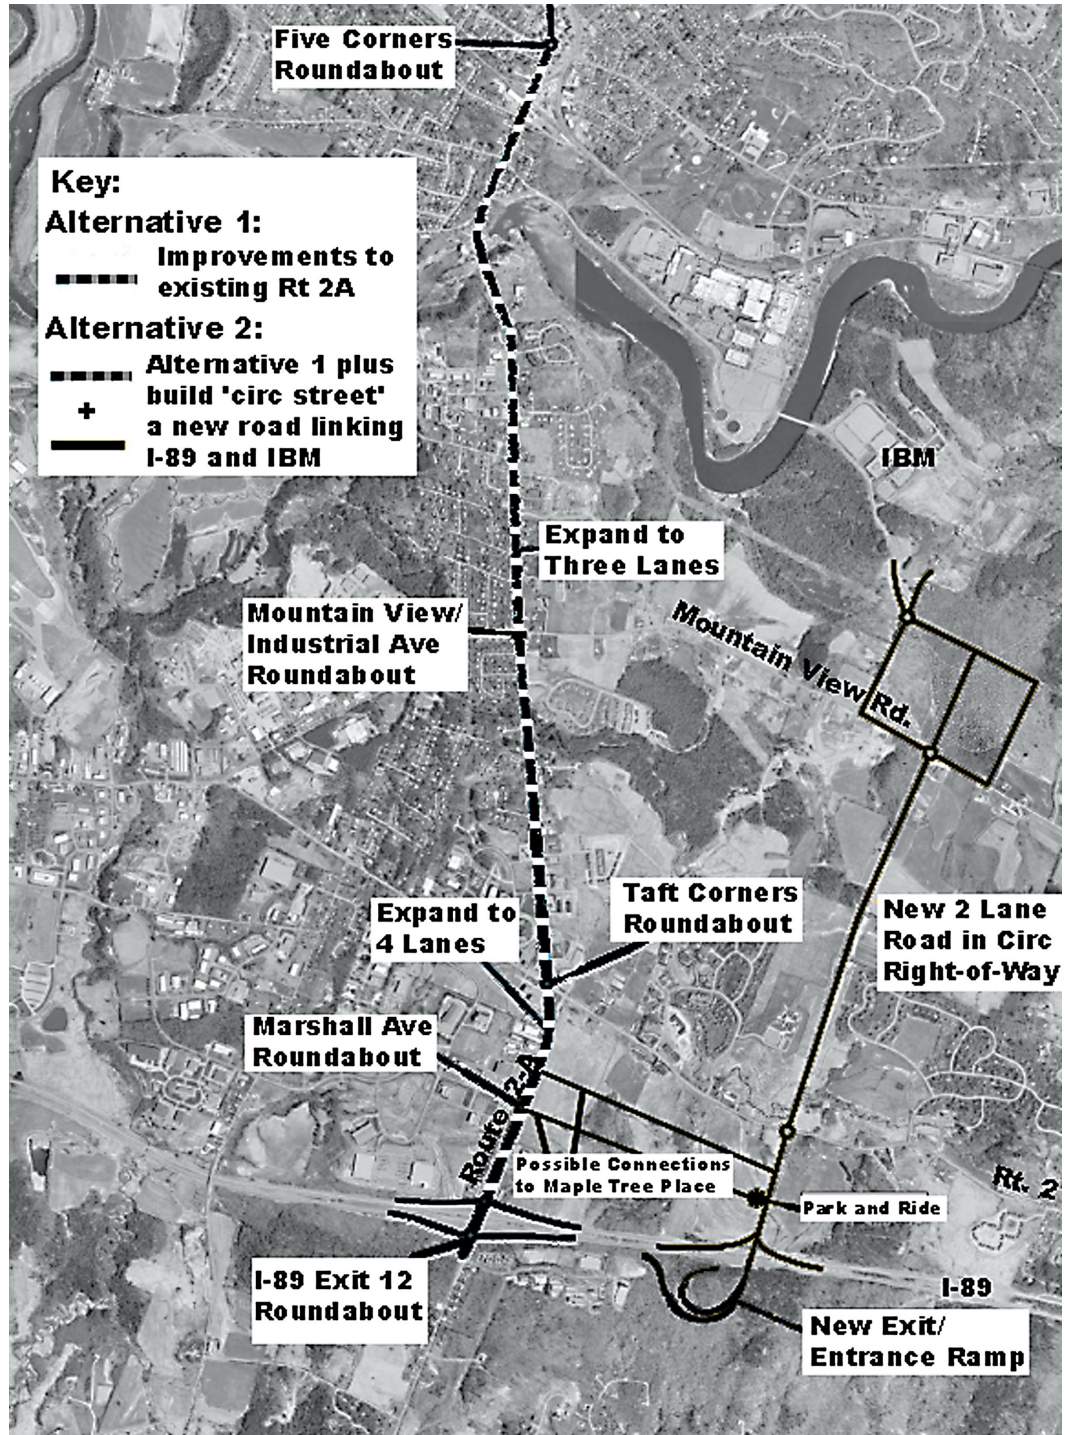 Five Corners
Roundabout
Key:
Alternative 1:
Improvements to
existing Rt 2A
Alternative 2:
Alternative 1 plus
build 'circ street'
+
a new road linking
I-89 and IBM
IBM
Expand to
Three Lanes
Mountain View/
Industrial Ave
Roundabout
Mountain View Rd.
Taft Corners
Roundabout
Expand to
4 Lanes
New 2 Lane
Road in Circ
Right-of-Way
Marshall Ave
Roundabout
Route 2-A
Possible Connections
to Maple Tree Place
Rt. 2
Park and Ride
I-89 Exit 12
Roundabout
I-89
New Exit/
Entrance Ramp